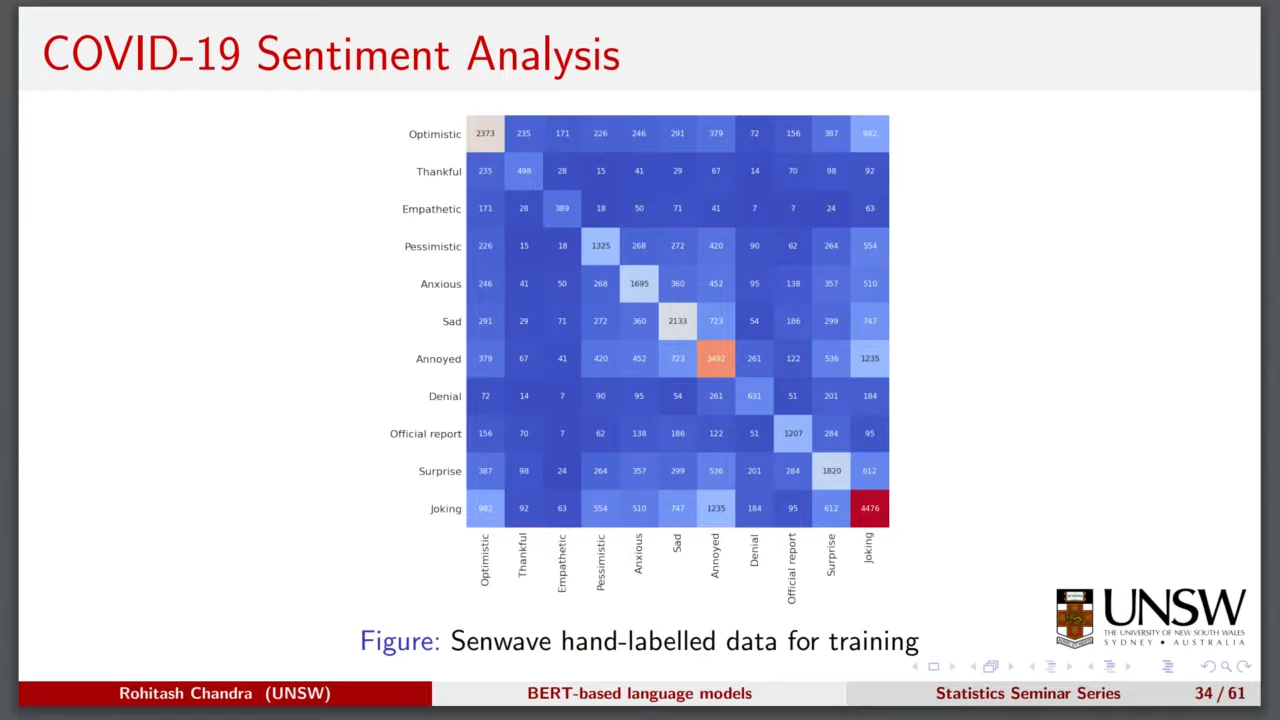 COVID-19 Sentiment Analysis
Optimistic 2373 235 171 226 246 291 379 72 156 387 982
Thankful 235 498 28 15 41 29 67 14 70 98 92
Empathetic 171 28 389 18 50 71 41 7 7 24 63
Pessimistic 226 15 18 1325 268 272 420 90 62 264 554
Anxious 246 41 50 268 1695 360 452 95 138 357 510
Sad 291 29 71 272 360 2133 723 54 186 299 747
Annoyed 379 67 41 420 452 723 3492 261 122 536 1235
Denial 72 14 7 90 95 54 261 631 51 201 184
Official report 156 70 7 62 138 186 122 51 1207 284 95
Surprise 387 98 24 264 357 299 536 201 284 1820 612
Joking 982 92 63 554 510 747 1235 184 95 612 4476
Optimistic Thankful Empathetic Pessimistic Anxious Sad Annoyed Denial Official report Surprise Joking
UNSW
THE UNIVERSITY OF NEW SOUTH WALES
SYDNEY • AUSTRALIA
Figure: Senwave hand-labelled data for training
Rohitash Chandra (UNSW) BERT-based language models Statistics Seminar Series 34 / 61